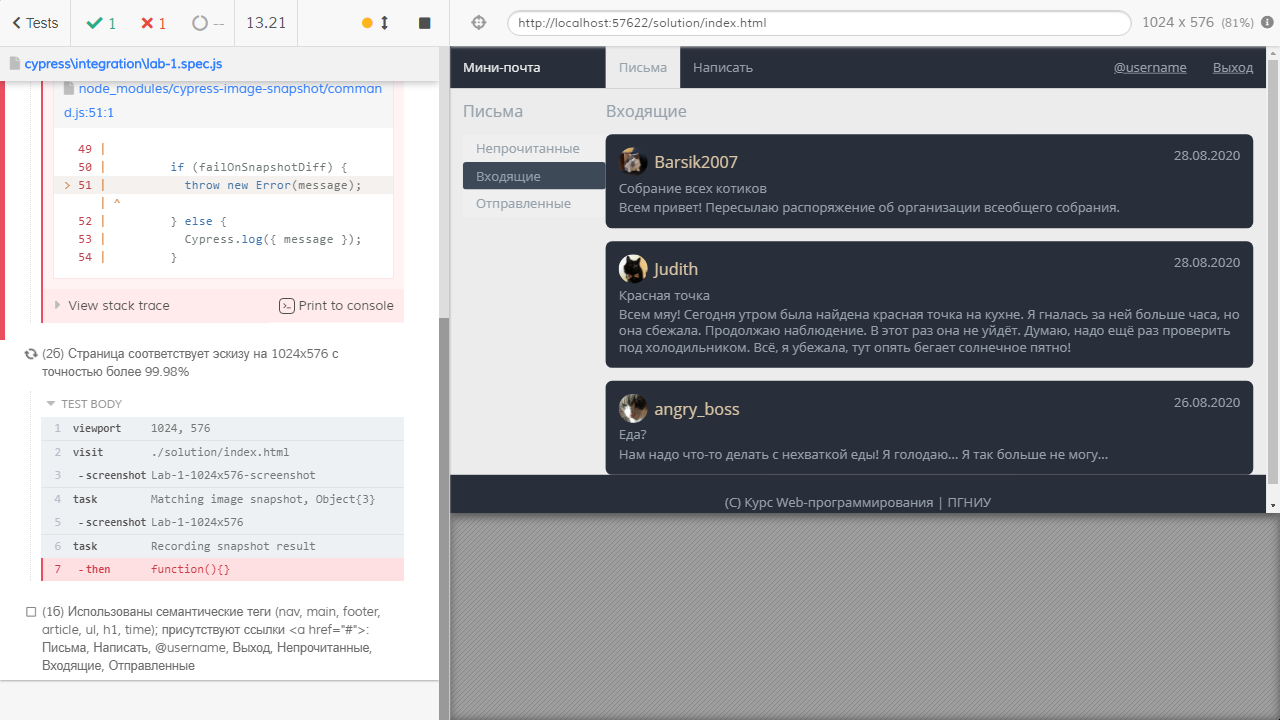 Tests
1
1
--
13.21
http://localhost:57622/solution/index.html
1024 x 576 (81%)
cypress\integration\lab-1.spec.js
node_modules/cypress-image-snapshot/comman
d.js:51:1
49 |
50 | if (failOnSnapshotDiff) {
> 51 | throw new Error(message);
| ^
52 | } else {
53 | Cypress.log({ message });
54 | }
View stack trace
Print to console
(2б) Страница соответствует эскизу на 1024x576 с
точностью более 99.98%
TEST BODY
1 viewport 1024, 576
2 visit ./solution/index.html
3 -screenshot Lab-1-1024x576-screenshot
4 task Matching image snapshot, Object{3}
5 -screenshot Lab-1-1024x576
6 task Recording snapshot result
7 -then function(){}
(1б) Использованы семантические теги (nav, main, footer,
article, ul, h1, time); присутствуют ссылки <a href="#">:
Письма, Написать, @username, Выход, Непрочитанные,
Входящие, Отправленные
Мини-почта
Письма
Написать
@username
Выход
Письма
Непрочитанные
Входящие
Отправленные
Входящие
Barsik2007
28.08.2020
Собрание всех котиков
Всем привет! Пересылаю распоряжение об организации всеобщего собрания.
Judith
28.08.2020
Красная точка
Всем мяу! Сегодня утром была найдена красная точка на кухне. Я гналась за ней больше часа, но
она сбежала. Продолжаю наблюдение. В этот раз она не уйдёт. Думаю, надо ещё раз проверить
под холодильником. Всё, я убежала, тут опять бегает солнечное пятно!
angry_boss
26.08.2020
Еда?
Нам надо что-то делать с нехваткой еды! Я голодаю... Я так больше не могу...
(C) Курс Web-программирования | ПГНИУ